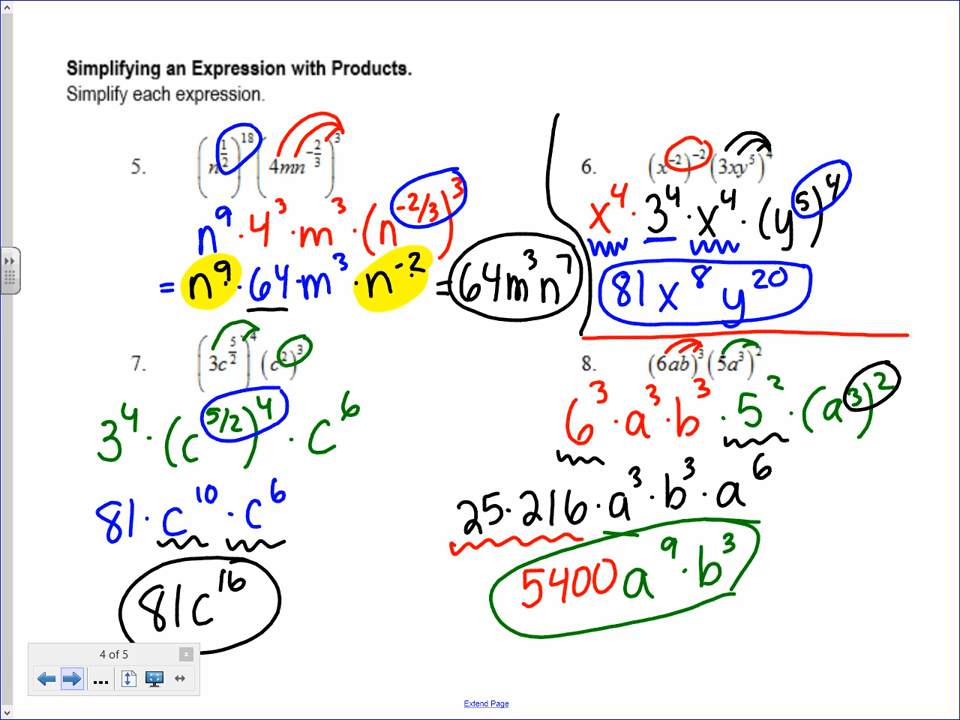 Simplifying an Expression with Products.
Simplify each expression.
5. (n^(1/2))^18 (4mn^(-2/3))^3
n^9 · 4^3 · m^3 · (n^(-2/3))^3
= n^9 · 64 · m^3 · n^-2 = 64m^3n^7
6. (x^-2)^-2 (3xy^5)^4
x^4 · 3^4 · x^4 · (y^5)^4
81x^8y^20
7. (3c^(5/2))^4 (c^2)^3
3^4 · (c^(5/2))^4 · c^6
81 · c^10 · c^6
81c^16
8. (6ab)^3 (5a^3)^2
6^3 · a^3 · b^3 · 5^2 · (a^3)^2
25 · 216 · a^3 · b^3 · a^6
5400a^9 · b^3
4 of 5
...
Extend Page